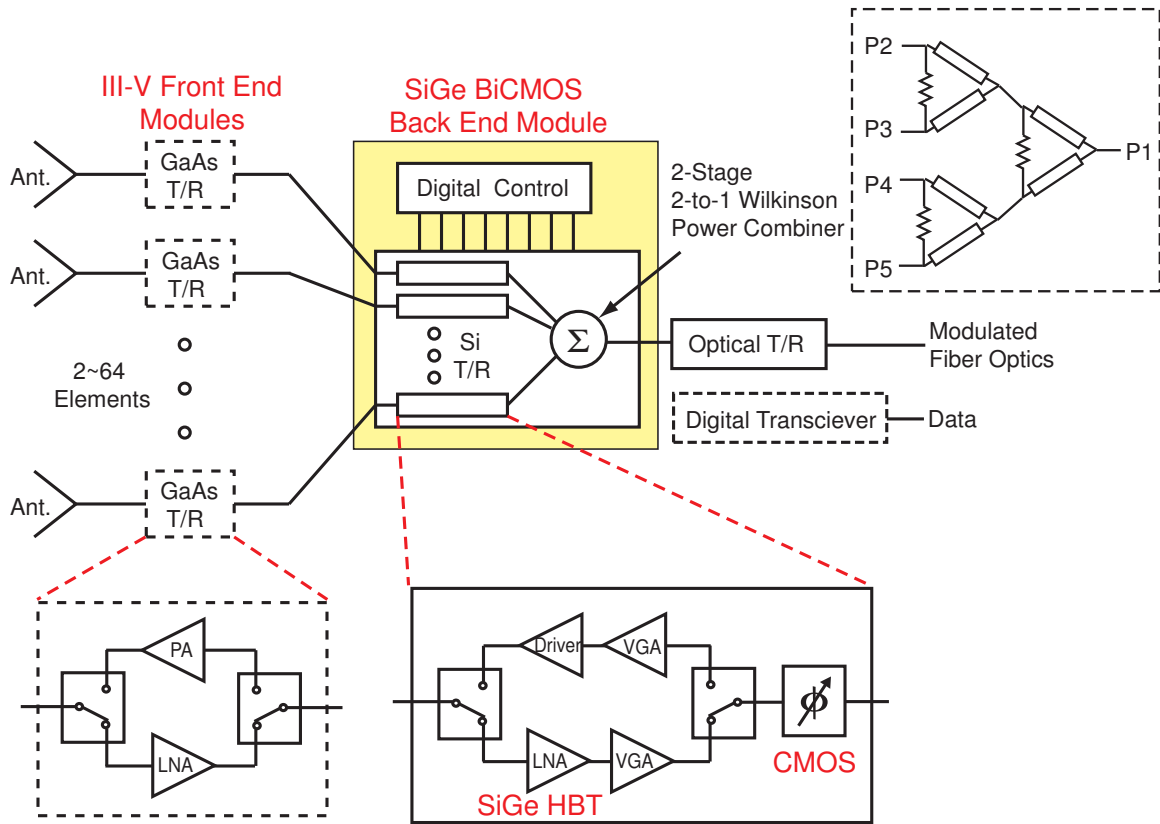 III-V Front End
Modules
SiGe BiCMOS
Back End Module
Ant.
GaAs
T/R
Ant.
GaAs
T/R
2~64
Elements
Ant.
GaAs
T/R
Digital Control
Si
T/R
Σ
2-Stage
2-to-1 Wilkinson
Power Combiner
P2
P3
P4
P5
P1
Optical T/R
Modulated
Fiber Optics
Digital Transciever
Data
PA
LNA
Driver
VGA
LNA
VGA
ϕ
SiGe HBT
CMOS